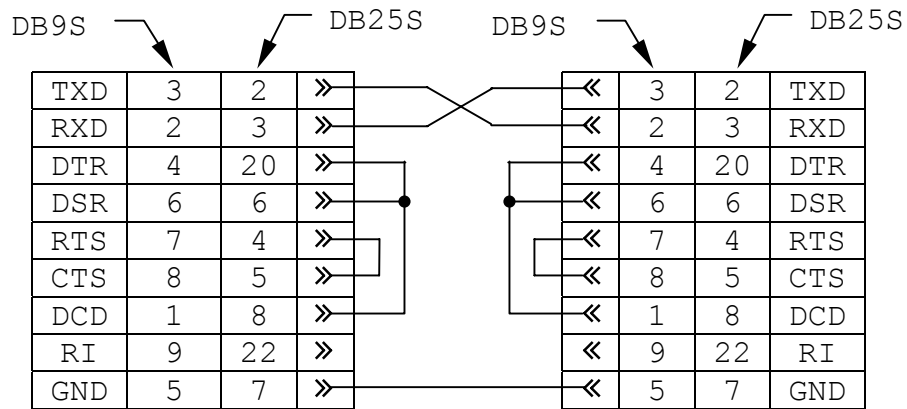 DB9S DB25S DB9S DB25S
TXD 3 2 3 2 TXD
RXD 2 3 2 3 RXD
DTR 4 20 4 20 DTR
DSR 6 6 6 6 DSR
RTS 7 4 7 4 RTS
CTS 8 5 8 5 CTS
DCD 1 8 1 8 DCD
RI 9 22 9 22 RI
GND 5 7 5 7 GND